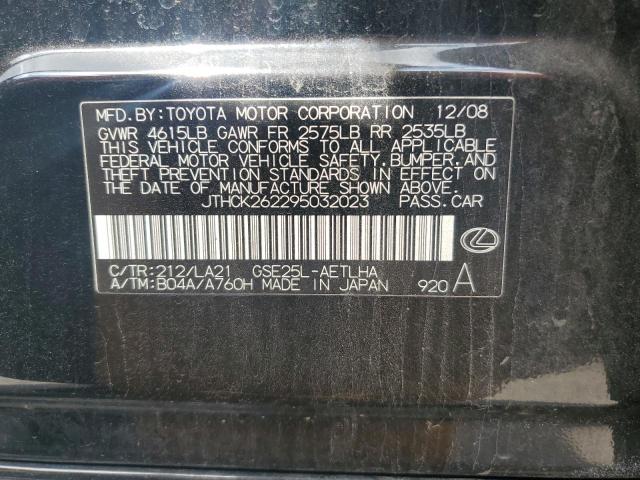 MFD.BY:TOYOTA MOTOR CORPORATION 12/08
GVWR 4615LB GAWR FR 2575LB RR 2535LB
THIS VEHICLE CONFORMS TO ALL APPLICABLE
FEDERAL MOTOR VEHICLE SAFETY,BUMPER,AND
THEFT PREVENTION STANDARDS IN EFFECT ON
THE DATE OF MANUFACTURE SHOWN ABOVE.
JTHCK262295032023 PASS.CAR
C/TR:212/LA21 GSE25L-AETLHA
A/TM:B04A/A760H MADE IN JAPAN 920 A